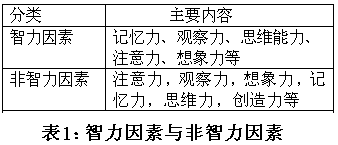 分类 主要内容
智力因素 记忆力、观察力、思维能力、
注意力、想象力等
非智力因素 注意力，观察力，想象力，记
忆力，思维力，创造力等
表1：智力因素与非智力因素